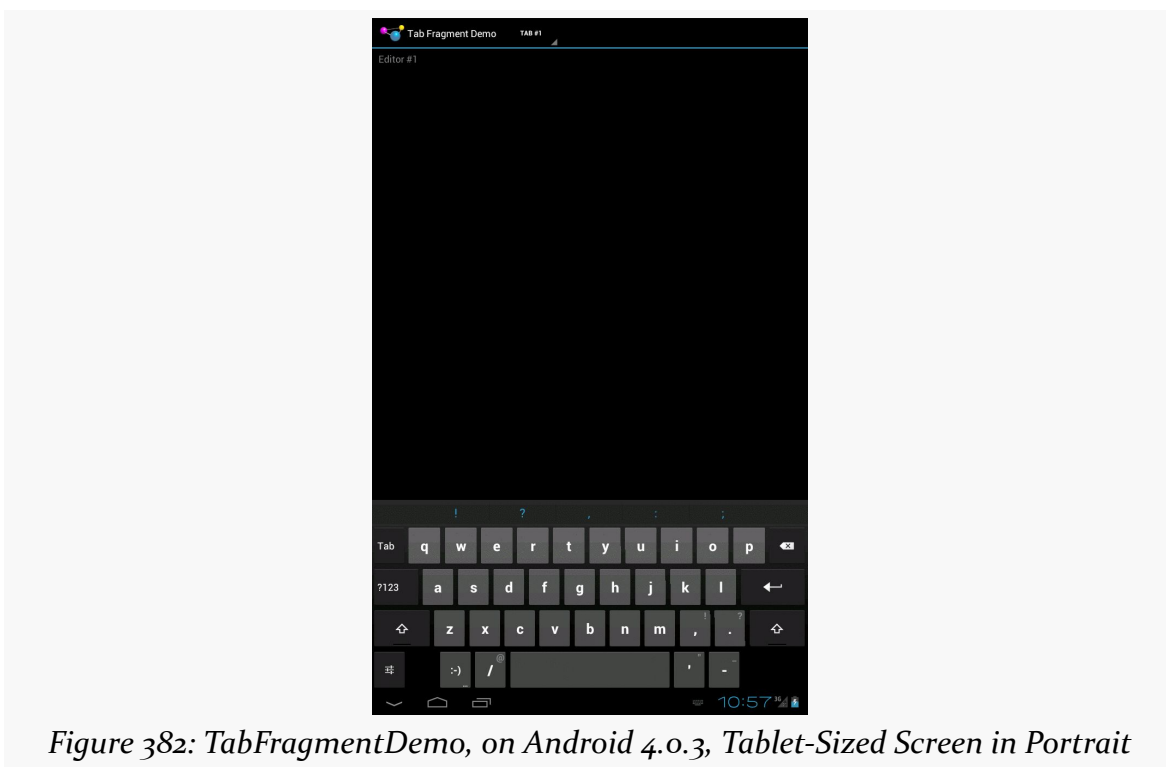 Tab Fragment Demo TAB #1
Editor #1
! ? , : ;
Tab q w e r t y u i o p
?123 a s d f g h j k l
z x c v b n m , ! . ?
:-) _ / @ ' " - _
10:57 3G
Figure 382: TabFragmentDemo, on Android 4.0.3, Tablet-Sized Screen in Portrait